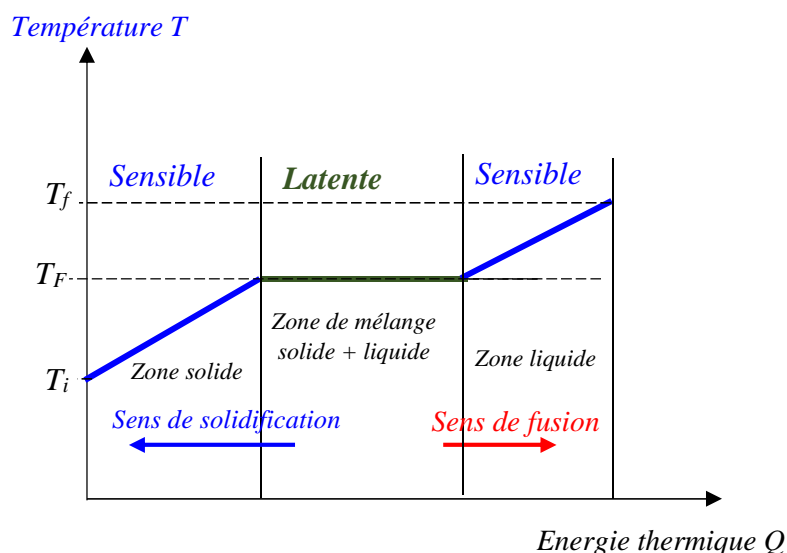 Température T
Sensible
Latente
Sensible
Tf
TF
Zone de mélange
solide + liquide
Zone solide
Zone liquide
Ti
Sens de solidification
Sens de fusion
Energie thermique Q